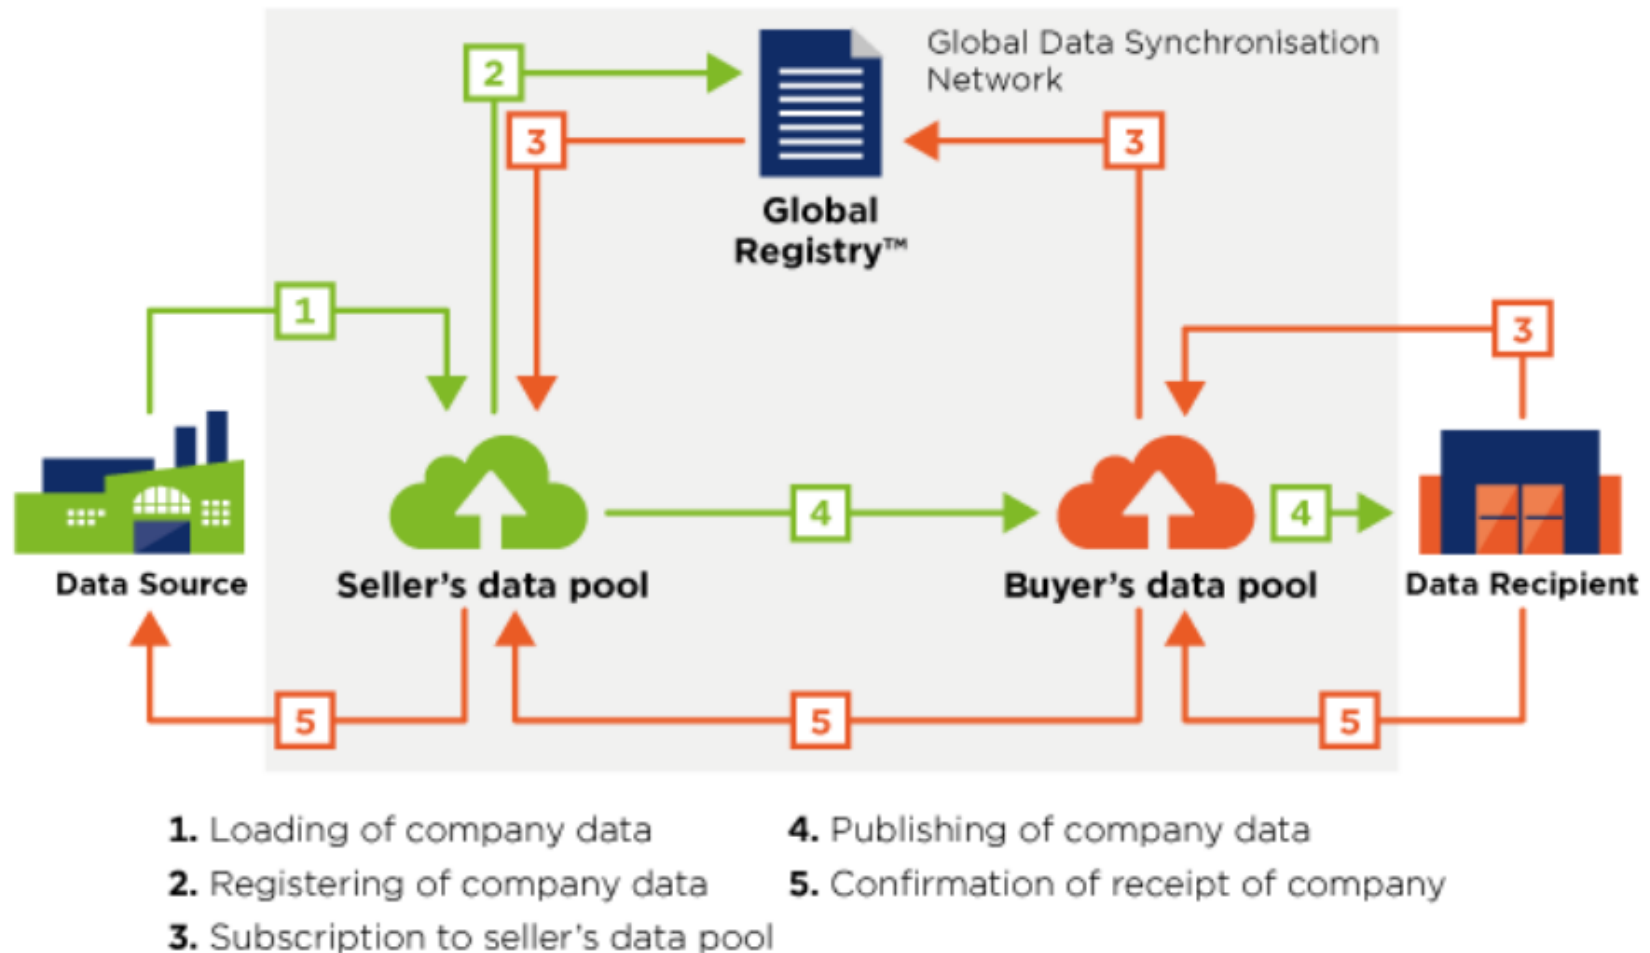 2
Global Data Synchronisation
Network
3
3
Global
Registry™
1
3
4
4
Data Source
Seller's data pool
Buyer's data pool
Data Recipient
5
5
5
1. Loading of company data
2. Registering of company data
3. Subscription to seller's data pool
4. Publishing of company data
5. Confirmation of receipt of company